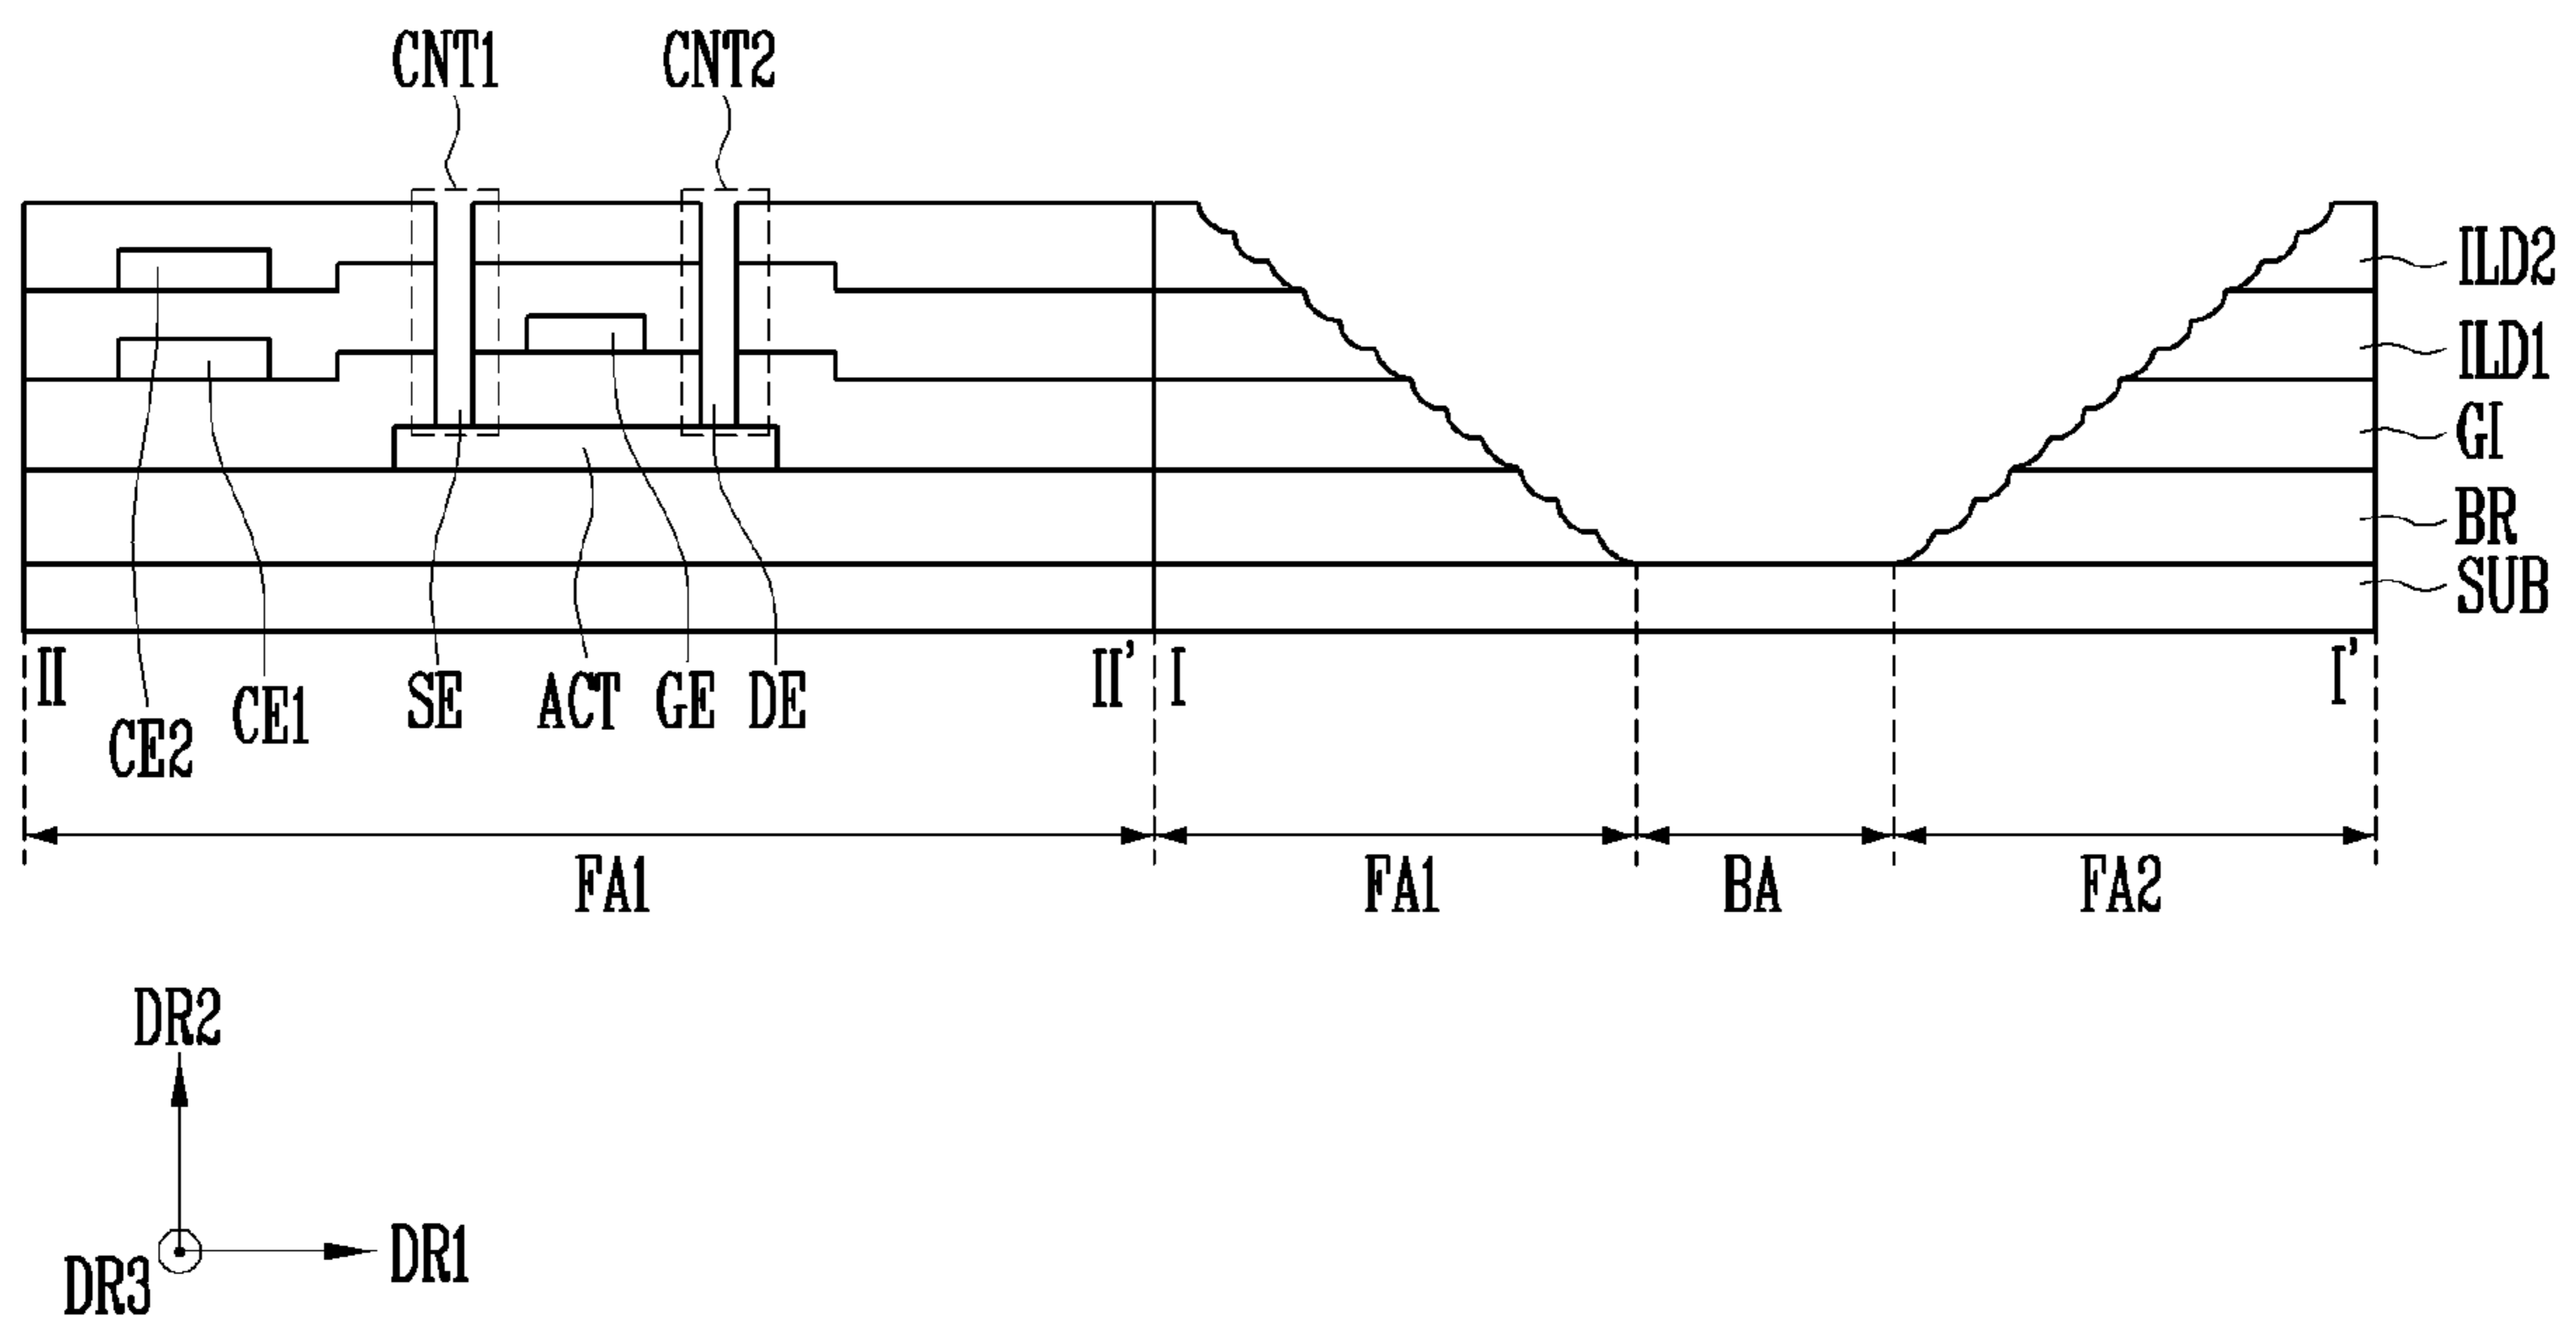 CNT1 CNT2
ILD2
ILD1
GI
BR
SUB
II II' I I'
CE2 CE1 SE ACT GE DE
FA1 FA1 BA FA2
DR2
DR3 DR1